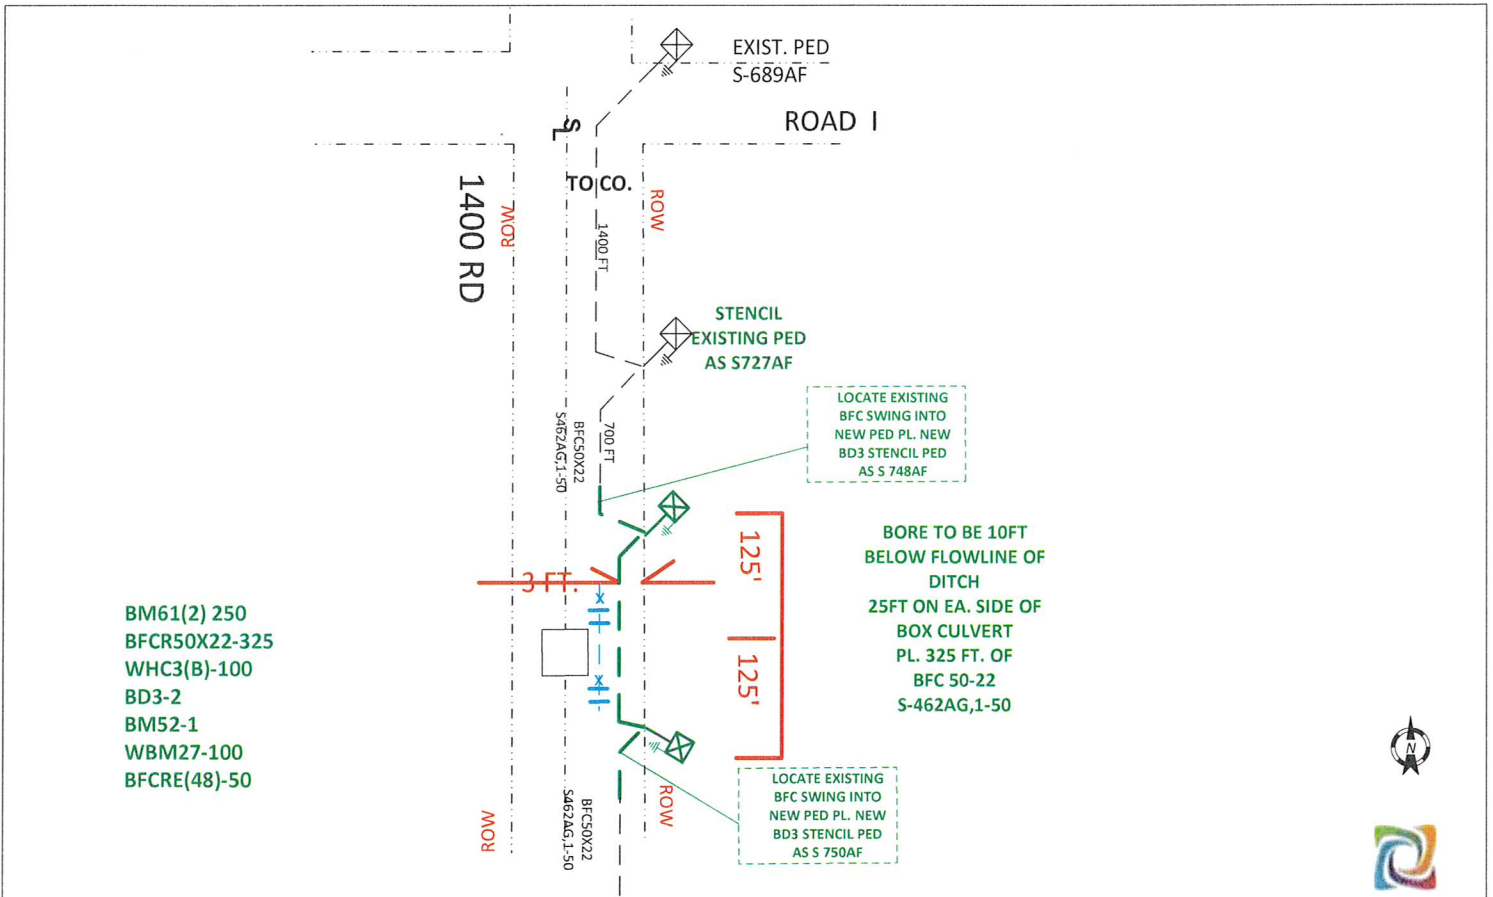 EXIST. PED
S-689AF
ROAD I
SL
TO CO.
1400 RD
ROW
ROW
1400 FT
STENCIL
EXISTING PED
AS S727AF
LOCATE EXISTING
BFC SWING INTO
NEW PED PL. NEW
BD3 STENCIL PED
AS S 748AF
700 FT
BFC50X22
S462AG,1-50
125'
3 FT.
BORE TO BE 10FT
BELOW FLOWLINE OF
DITCH
25FT ON EA. SIDE OF
BOX CULVERT
PL. 325 FT. OF
BFC 50-22
S-462AG,1-50
BM61(2) 250
BFCR50X22-325
WHC3(B)-100
BD3-2
BM52-1
WBM27-100
BFCRE(48)-50
X
X
125'
N
LOCATE EXISTING
BFC SWING INTO
NEW PED PL. NEW
BD3 STENCIL PED
AS S 750AF
ROW
ROW
BFC50X22
S462AG,1-50